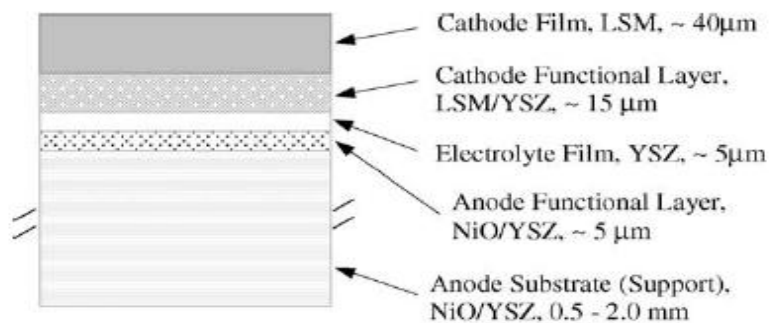 Cathode Film, LSM, ~ 40μm
Cathode Functional Layer,
LSM/YSZ, ~ 15 μm
Electrolyte Film, YSZ, ~ 5μm
Anode Functional Layer,
NiO/YSZ, ~ 5 μm
Anode Substrate (Support),
NiO/YSZ, 0.5 - 2.0 mm